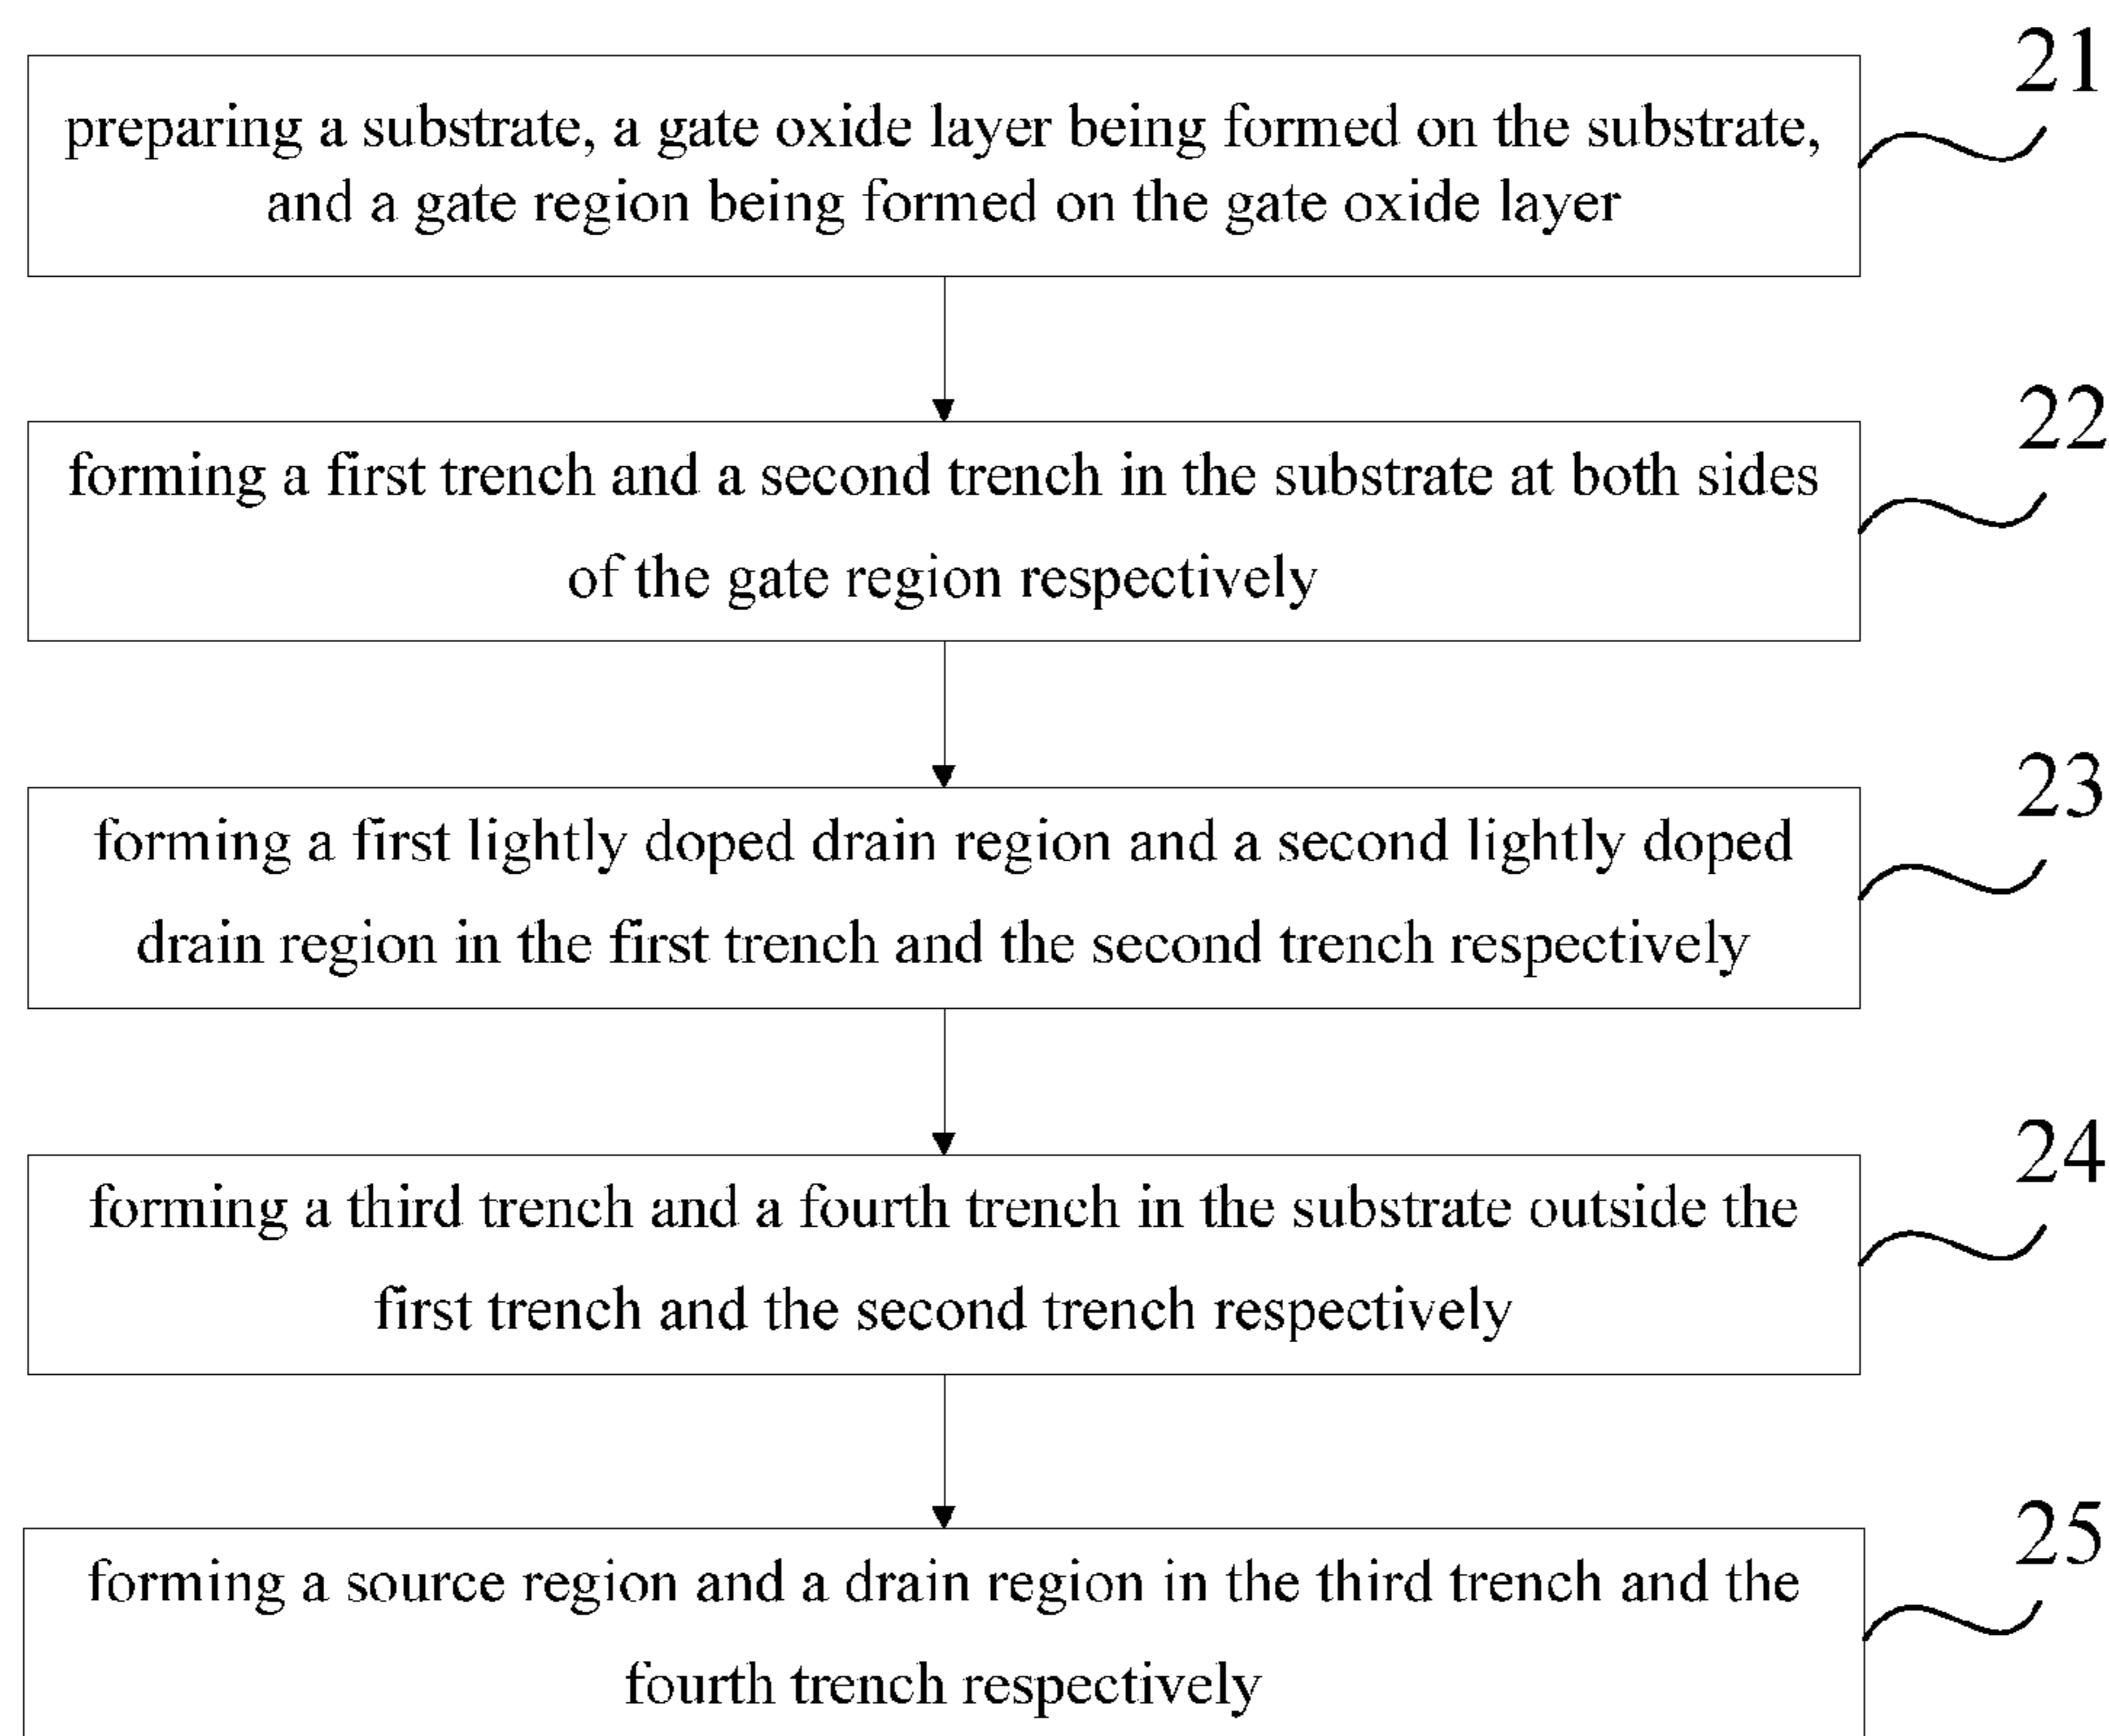 21
preparing a substrate, a gate oxide layer being formed on the substrate,
and a gate region being formed on the gate oxide layer
22
forming a first trench and a second trench in the substrate at both sides
of the gate region respectively
23
forming a first lightly doped drain region and a second lightly doped
drain region in the first trench and the second trench respectively
24
forming a third trench and a fourth trench in the substrate outside the
first trench and the second trench respectively
25
forming a source region and a drain region in the third trench and the
fourth trench respectively